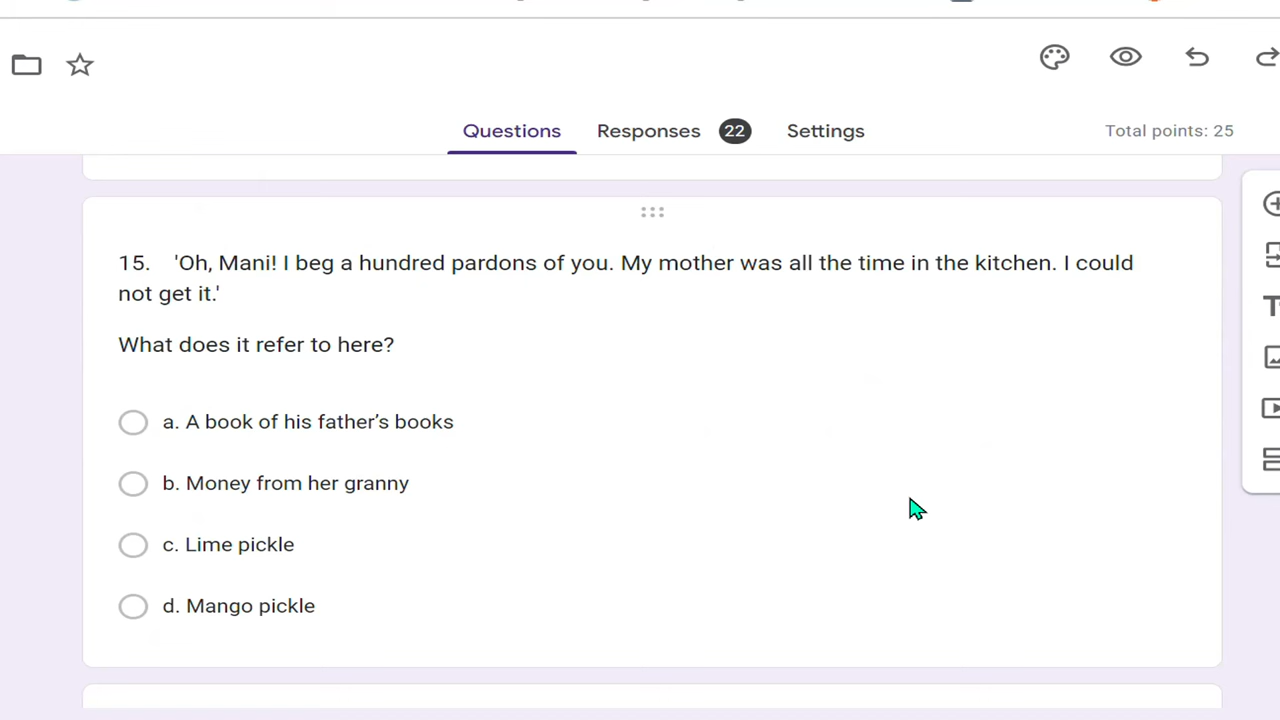 Questions Responses 22 Settings Total points: 25
15. 'Oh, Mani! I beg a hundred pardons of you. My mother was all the time in the kitchen. I could
not get it.'
What does it refer to here?
a. A book of his father’s books
b. Money from her granny
c. Lime pickle
d. Mango pickle